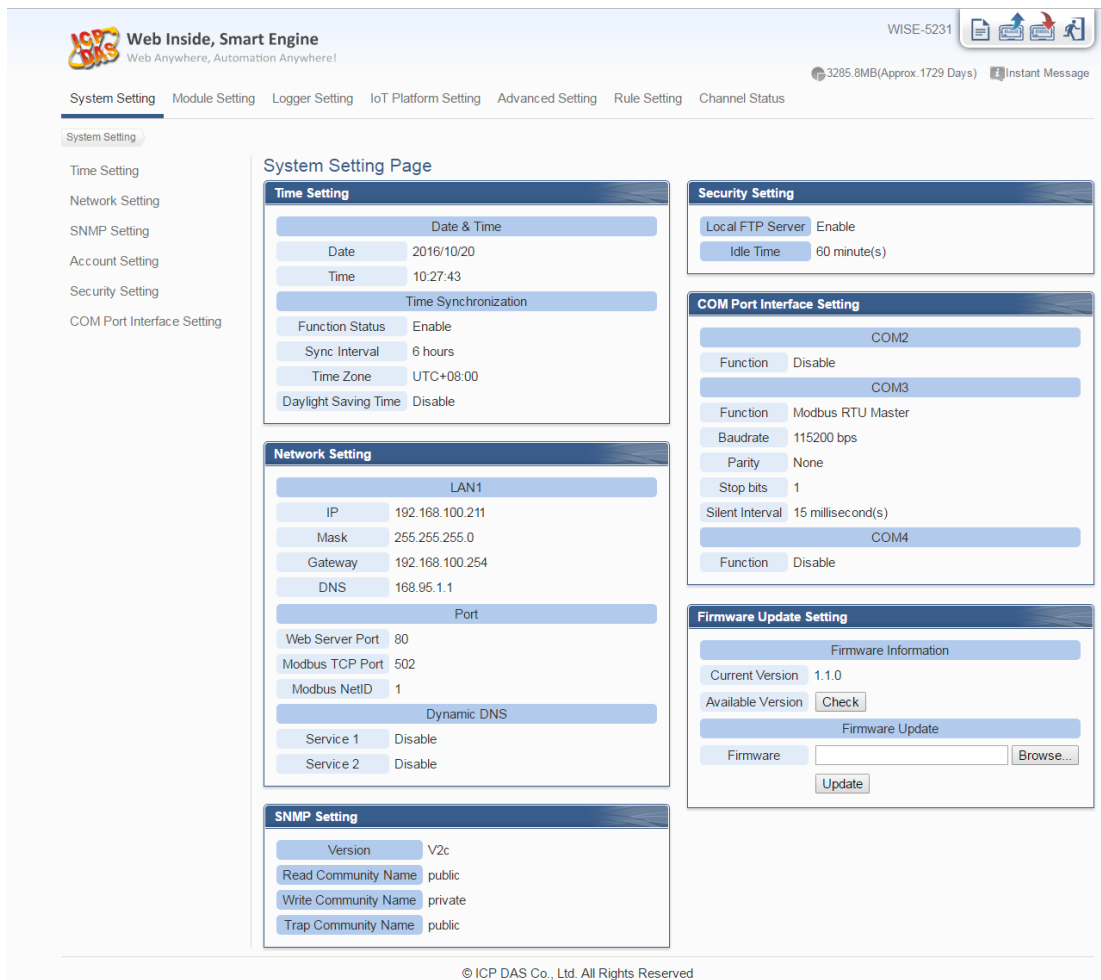 ICP DAS
Web Inside, Smart Engine
Web Anywhere, Automation Anywhere!
WISE-5231
3285.8MB(Approx.1729 Days) Instant Message
System Setting Module Setting Logger Setting IoT Platform Setting Advanced Setting Rule Setting Channel Status
System Setting
Time Setting
Network Setting
SNMP Setting
Account Setting
Security Setting
COM Port Interface Setting
System Setting Page
Time Setting
Date & Time
Date 2016/10/20
Time 10:27:43
Time Synchronization
Function Status Enable
Sync Interval 6 hours
Time Zone UTC+08:00
Daylight Saving Time Disable
Network Setting
LAN1
IP 192.168.100.211
Mask 255.255.255.0
Gateway 192.168.100.254
DNS 168.95.1.1
Port
Web Server Port 80
Modbus TCP Port 502
Modbus NetID 1
Dynamic DNS
Service 1 Disable
Service 2 Disable
SNMP Setting
Version V2c
Read Community Name public
Write Community Name private
Trap Community Name public
Security Setting
Local FTP Server Enable
Idle Time 60 minute(s)
COM Port Interface Setting
COM2
Function Disable
COM3
Function Modbus RTU Master
Baudrate 115200 bps
Parity None
Stop bits 1
Silent Interval 15 millisecond(s)
COM4
Function Disable
Firmware Update Setting
Firmware Information
Current Version 1.1.0
Available Version Check
Firmware Update
Firmware Browse...
Update
© ICP DAS Co., Ltd. All Rights Reserved